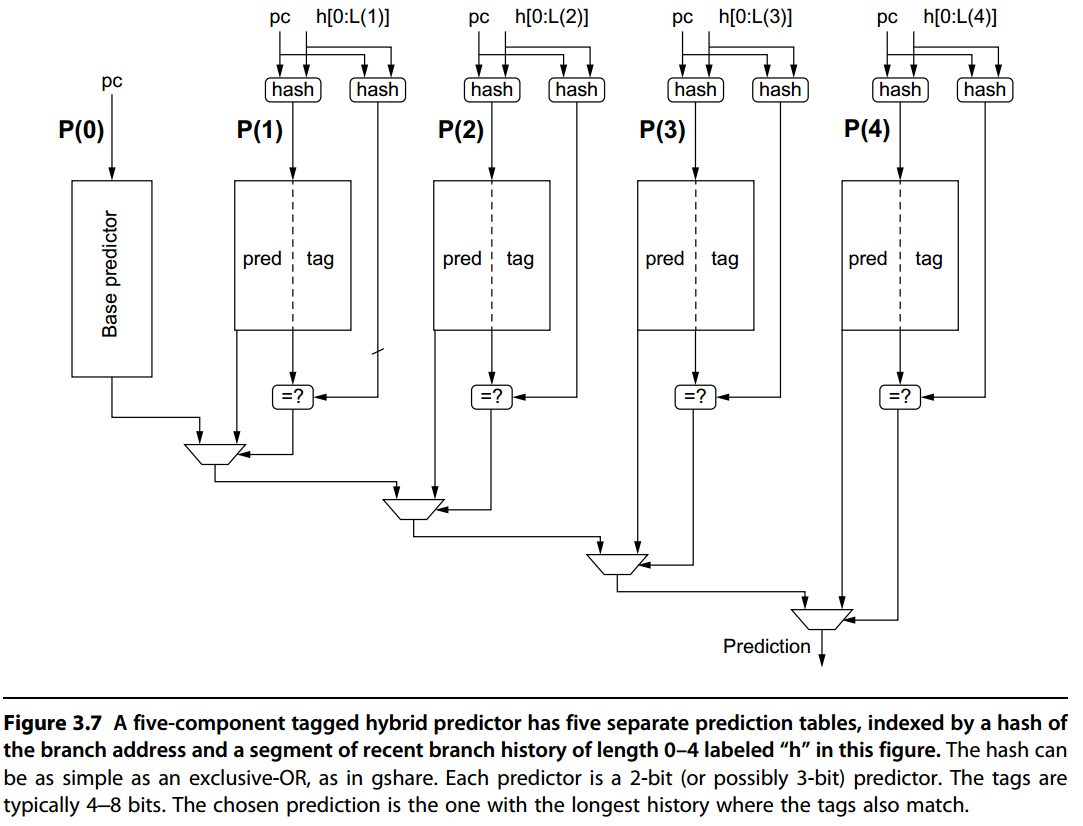 pc h[0:L(1)] pc h[0:L(2)] pc h[0:L(3)] pc h[0:L(4)]
pc
hash hash hash hash hash hash hash hash
P(0) P(1) P(2) P(3) P(4)
Base predictor
pred tag pred tag pred tag pred tag
=? =? =? =?
Prediction
Figure 3.7 A five-component tagged hybrid predictor has five separate prediction tables, indexed by a hash of
the branch address and a segment of recent branch history of length 0–4 labeled “h” in this figure. The hash can
be as simple as an exclusive-OR, as in gshare. Each predictor is a 2-bit (or possibly 3-bit) predictor. The tags are
typically 4–8 bits. The chosen prediction is the one with the longest history where the tags also match.